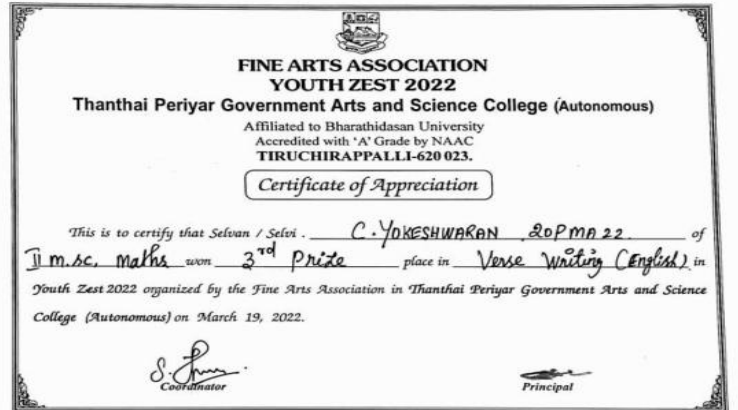 FINE ARTS ASSOCIATION
YOUTH ZEST 2022
Thanthai Periyar Government Arts and Science College (Autonomous)
Affiliated to Bharathidasan University
Accredited with 'A' Grade by NAAC
TIRUCHIRAPPALLI-620 023.
Certificate of Appreciation
This is to certify that Selvan / Selvi . C. YOKESHWARAN 20PMA22. of
II M.sc, Maths won 3rd Prize place in Verse Writing (English) in
Youth Zest 2022 organized by the Fine Arts Association in Thanthai Periyar Government Arts and Science
College (Autonomous) on March 19, 2022.
Coordinator Principal